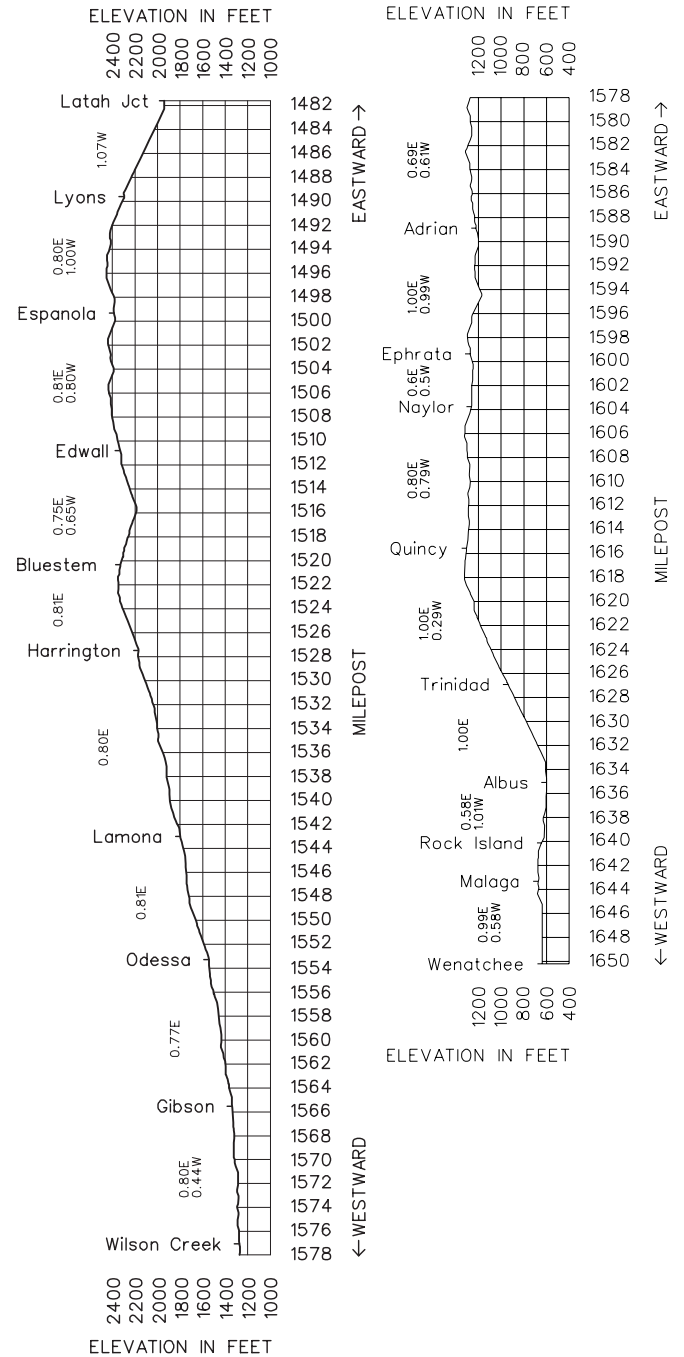 ELEVATION IN FEET
2400 2200 2000 1800 1600 1400 1200 1000
Latah Jct
1.07W
Lyons
0.80E
1.00W
Espanola
0.81E
0.80W
Edwall
0.75E
0.65W
Bluestem
0.81E
Harrington
0.80E
Lamona
0.81E
Odessa
0.77E
Gibson
0.80E
0.44W
Wilson Creek
1482
1484
1486
1488
1490
1492
1494
1496
1498
1500
1502
1504
1506
1508
1510
1512
1514
1516
1518
1520
1522
1524
1526
1528
1530
1532
1534
1536
1538
1540
1542
1544
1546
1548
1550
1552
1554
1556
1558
1560
1562
1564
1566
1568
1570
1572
1574
1576
1578
EASTWARD →
MILEPOST
← WESTWARD
2400 2200 2000 1800 1600 1400 1200 1000
ELEVATION IN FEET
ELEVATION IN FEET
1200 1000 800 600 400
0.69E
0.61W
Adrian
1.00E
0.99W
Ephrata
0.6E
0.5W
Naylor
0.80E
0.79W
Quincy
1.00E
0.29W
Trinidad
1.00E
Albus
0.58E
1.01W
Rock Island
Malaga
0.99E
0.58W
Wenatchee
1578
1580
1582
1584
1586
1588
1590
1592
1594
1596
1598
1600
1602
1604
1606
1608
1610
1612
1614
1616
1618
1620
1622
1624
1626
1628
1630
1632
1634
1636
1638
1640
1642
1644
1646
1648
1650
EASTWARD →
MILEPOST
← WESTWARD
1200 1000 800 600 400
ELEVATION IN FEET